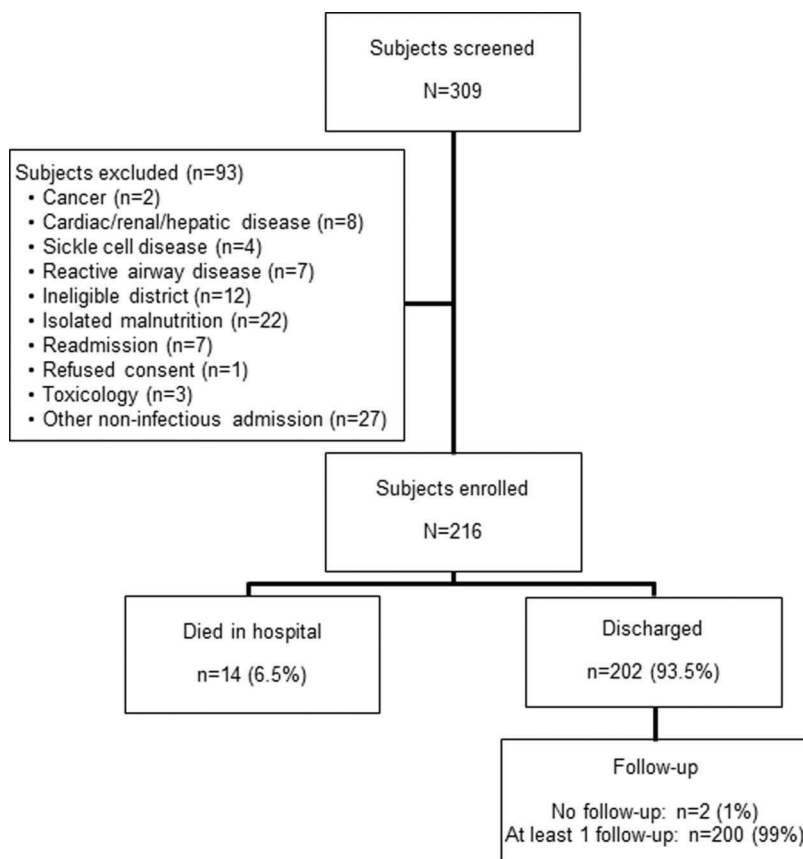 Subjects screened
N=309
Subjects excluded (n=93)
• Cancer (n=2)
• Cardiac/renal/hepatic disease (n=8)
• Sickle cell disease (n=4)
• Reactive airway disease (n=7)
• Ineligible district (n=12)
• Isolated malnutrition (n=22)
• Readmission (n=7)
• Refused consent (n=1)
• Toxicology (n=3)
• Other non-infectious admission (n=27)
Subjects enrolled
N=216
Died in hospital
n=14 (6.5%)
Discharged
n=202 (93.5%)
Follow-up
No follow-up: n=2 (1%)
At least 1 follow-up: n=200 (99%)